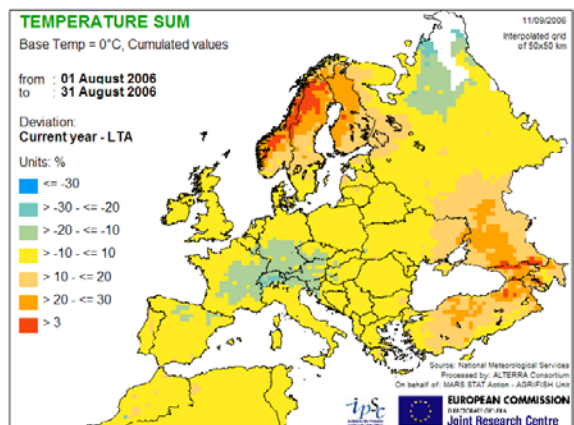 TEMPERATURE SUM
11/09/2006
Base Temp = 0°C, Cumulated values
Interpolated grid
of 50x50 km
from : 01 August 2006
to : 31 August 2006
Deviation:
Current year - LTA
Units: %
<= -30
> -30 - <= -20
> -20 - <= -10
> -10 - <= 10
> 10 - <= 20
> 20 - <= 30
> 3
Source: National Meteorological Services
Processed by: ALTERRA Consortium
On behalf of: MARS STAT Action - AGRIFISH Unit
ipsc
EUROPEAN COMMISSION
Joint Research Centre